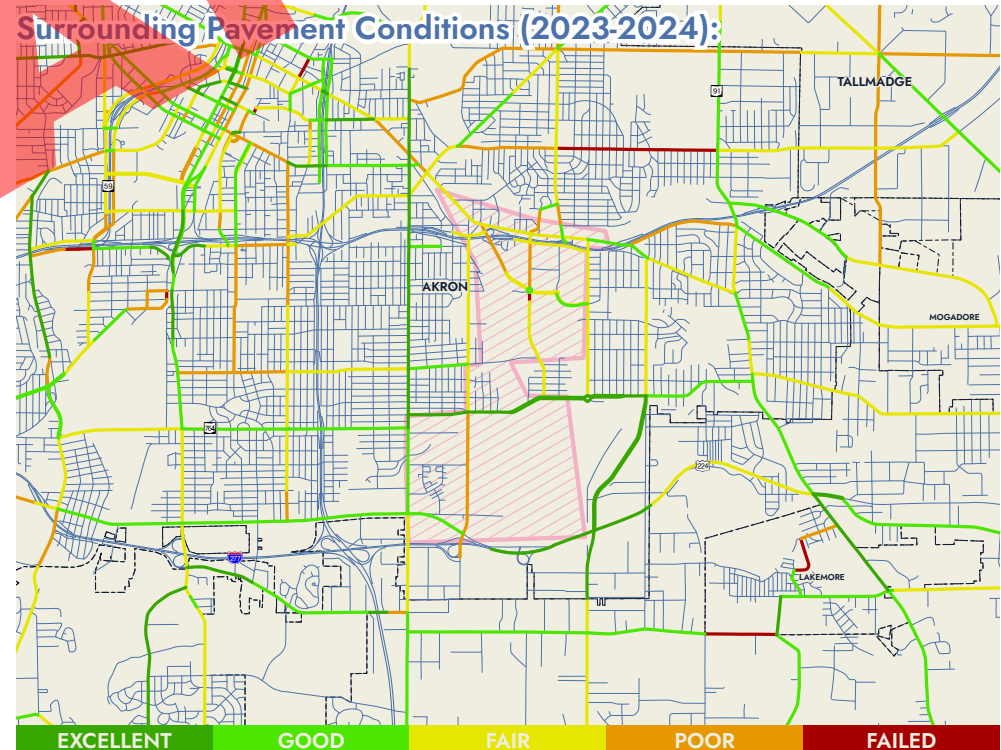 Surrounding Pavement Conditions (2023-2024):
TALLMADGE
91
59
AKRON
MOGADORE
764
224
277
LAKEMORE
EXCELLENT GOOD FAIR POOR FAILED